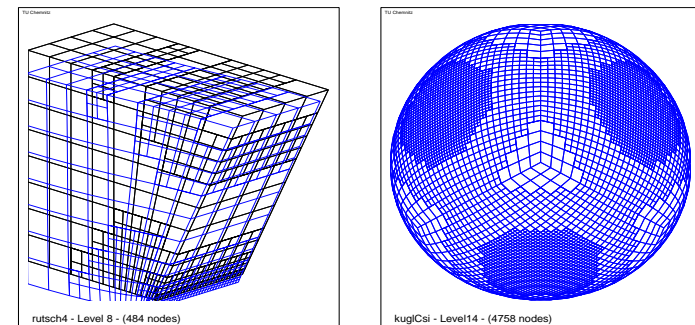 TU Chemnitz
rutsch4 - Level 8 - (484 nodes)
TU Chemnitz
kuglCsi - Level14 - (4758 nodes)